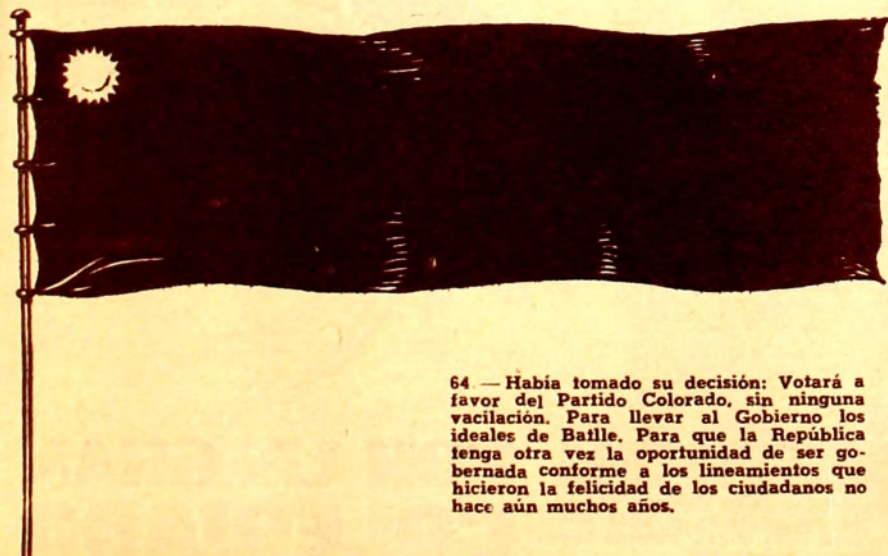 64. — Había tomado su decisión: Votará a
favor del Partido Colorado, sin ninguna
vacilación. Para llevar al Gobierno los
ideales de Batlle. Para que la República
tenga otra vez la oportunidad de ser go-
bernada conforme a los lineamientos que
hicieron la felicidad de los ciudadanos no
hace aún muchos años.